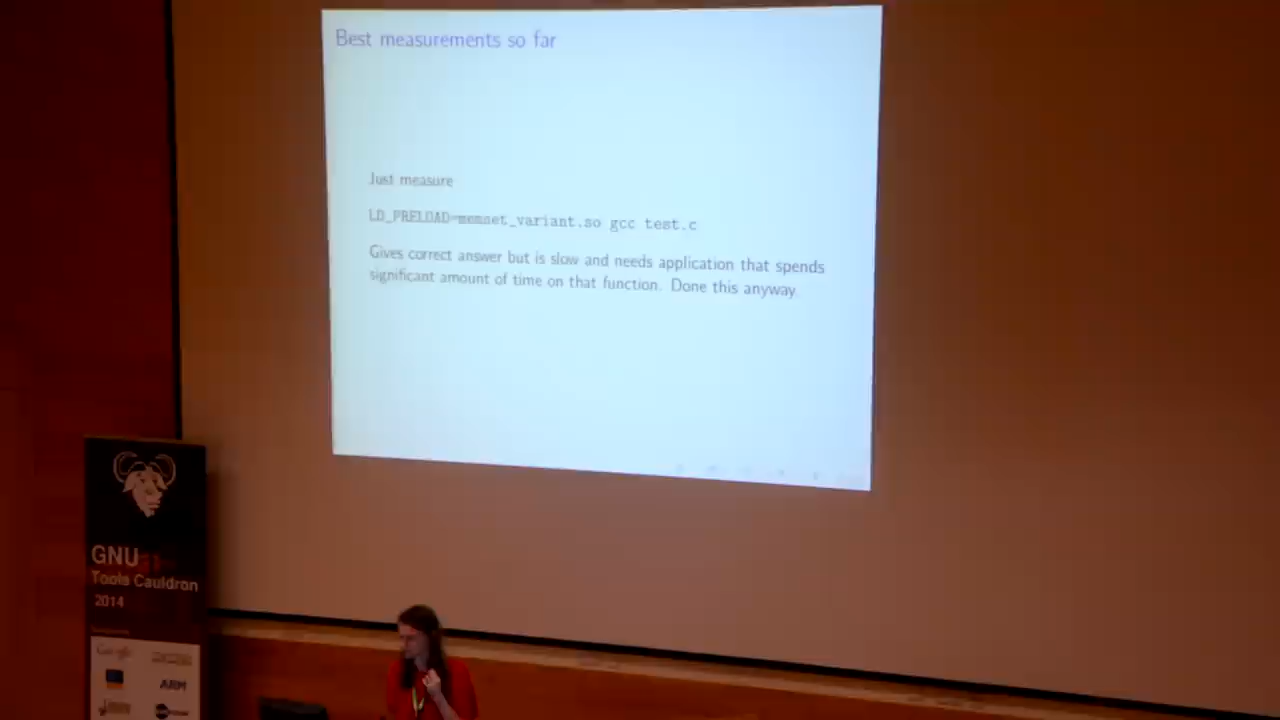 Best measurements so far
Just measure
LD_PRELOAD=memset_variant.so gcc test.c
Gives correct answer but is slow and needs application that spends
significant amount of time on that function. Done this anyway.
GNU
Tools Cauldron
2014
Google
ARM